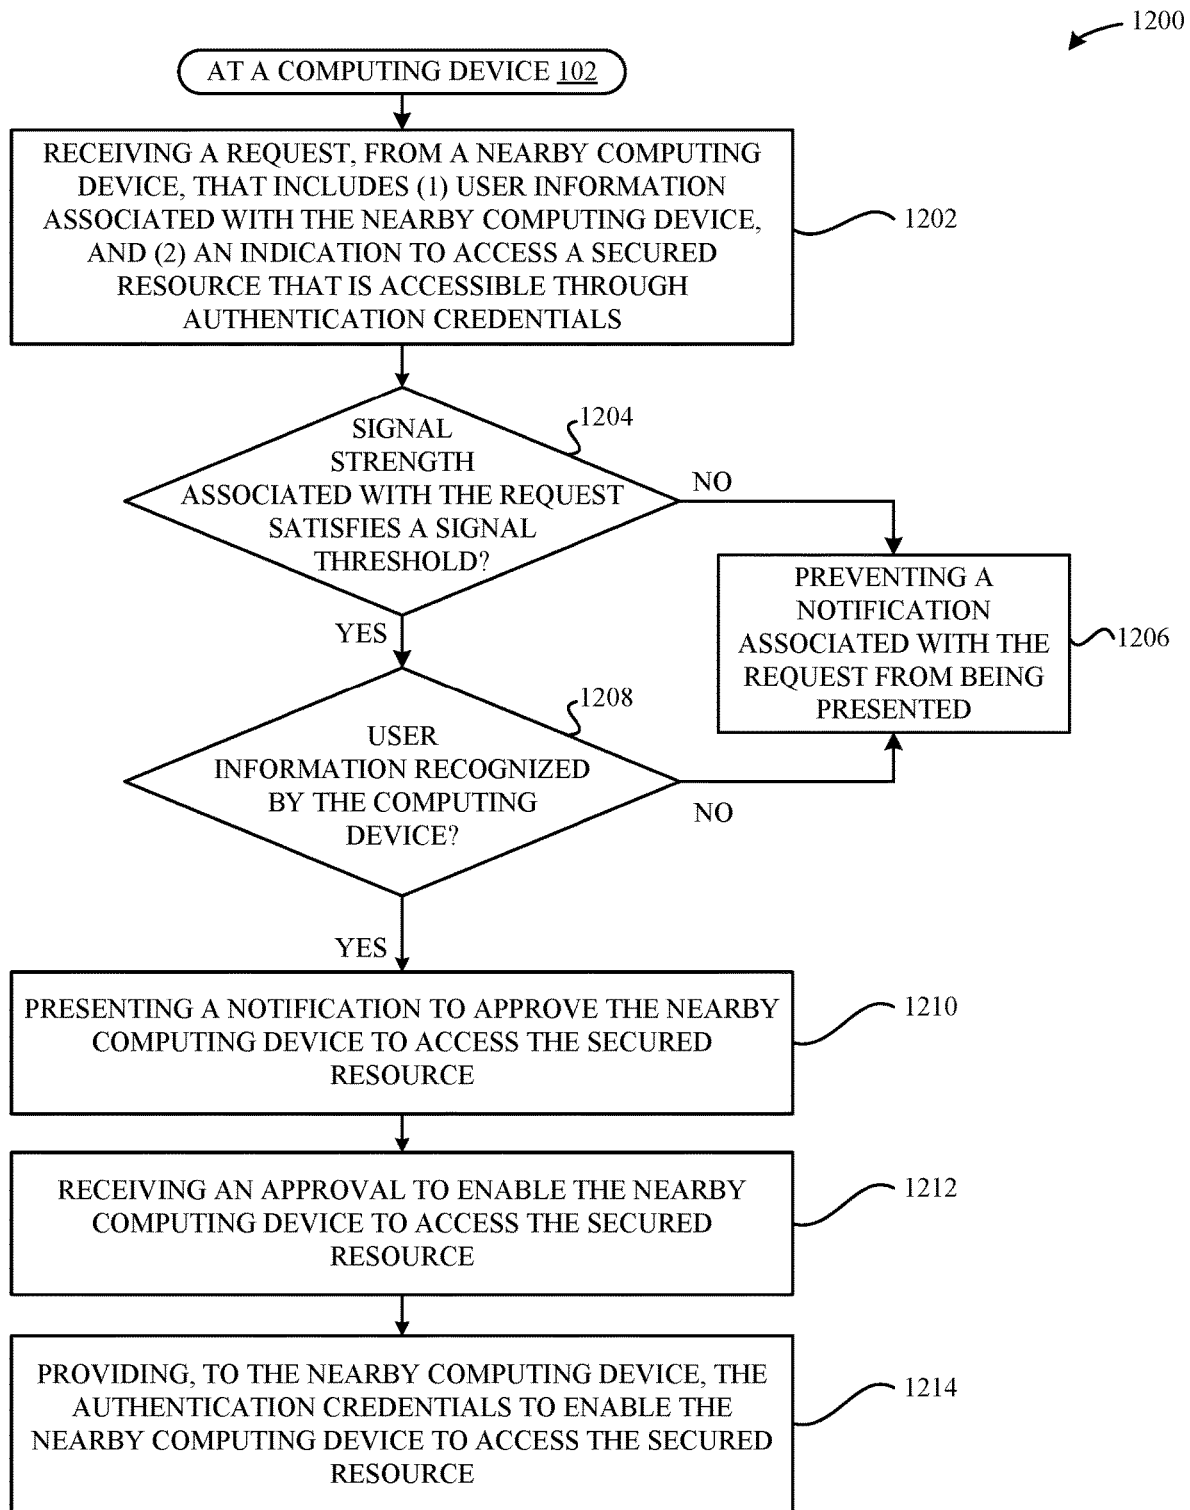 1200
AT A COMPUTING DEVICE 102
RECEIVING A REQUEST, FROM A NEARBY COMPUTING
DEVICE, THAT INCLUDES (1) USER INFORMATION
ASSOCIATED WITH THE NEARBY COMPUTING DEVICE,
AND (2) AN INDICATION TO ACCESS A SECURED
RESOURCE THAT IS ACCESSIBLE THROUGH
AUTHENTICATION CREDENTIALS
1202
SIGNAL
STRENGTH
ASSOCIATED WITH THE REQUEST
SATISFIES A SIGNAL
THRESHOLD?
1204
NO
YES
PREVENTING A
NOTIFICATION
ASSOCIATED WITH THE
REQUEST FROM BEING
PRESENTED
1206
USER
INFORMATION RECOGNIZED
BY THE COMPUTING
DEVICE?
1208
NO
YES
PRESENTING A NOTIFICATION TO APPROVE THE NEARBY
COMPUTING DEVICE TO ACCESS THE SECURED
RESOURCE
1210
RECEIVING AN APPROVAL TO ENABLE THE NEARBY
COMPUTING DEVICE TO ACCESS THE SECURED
RESOURCE
1212
PROVIDING, TO THE NEARBY COMPUTING DEVICE, THE
AUTHENTICATION CREDENTIALS TO ENABLE THE
NEARBY COMPUTING DEVICE TO ACCESS THE SECURED
RESOURCE
1214